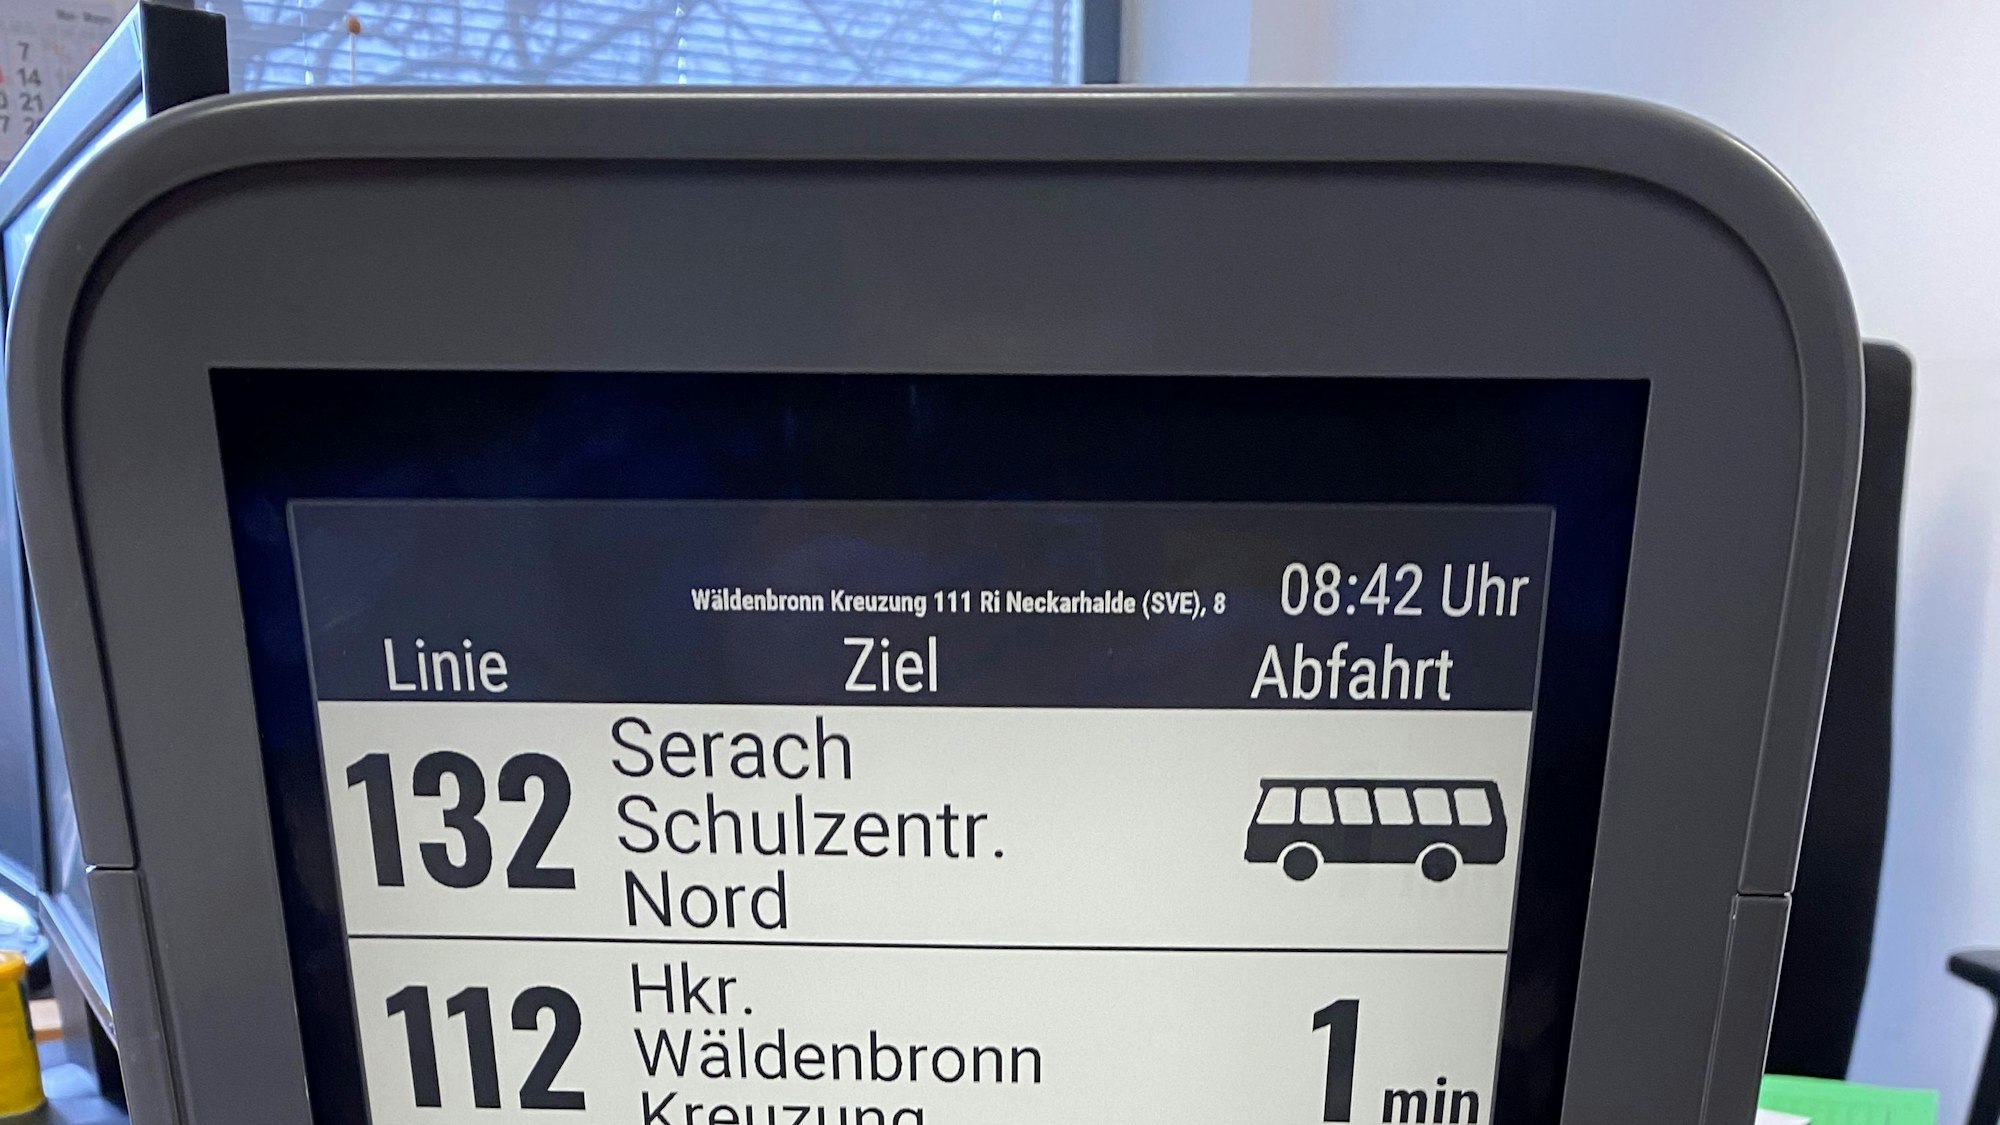 7
14
21
Wäldenbronn Kreuzung 111 Ri Neckarhalde (SVE), 8
08:42 Uhr
Linie Ziel Abfahrt
132
Serach
Schulzentr.
Nord
112
Hkr.
Wäldenbronn
Kreuzung
1 min